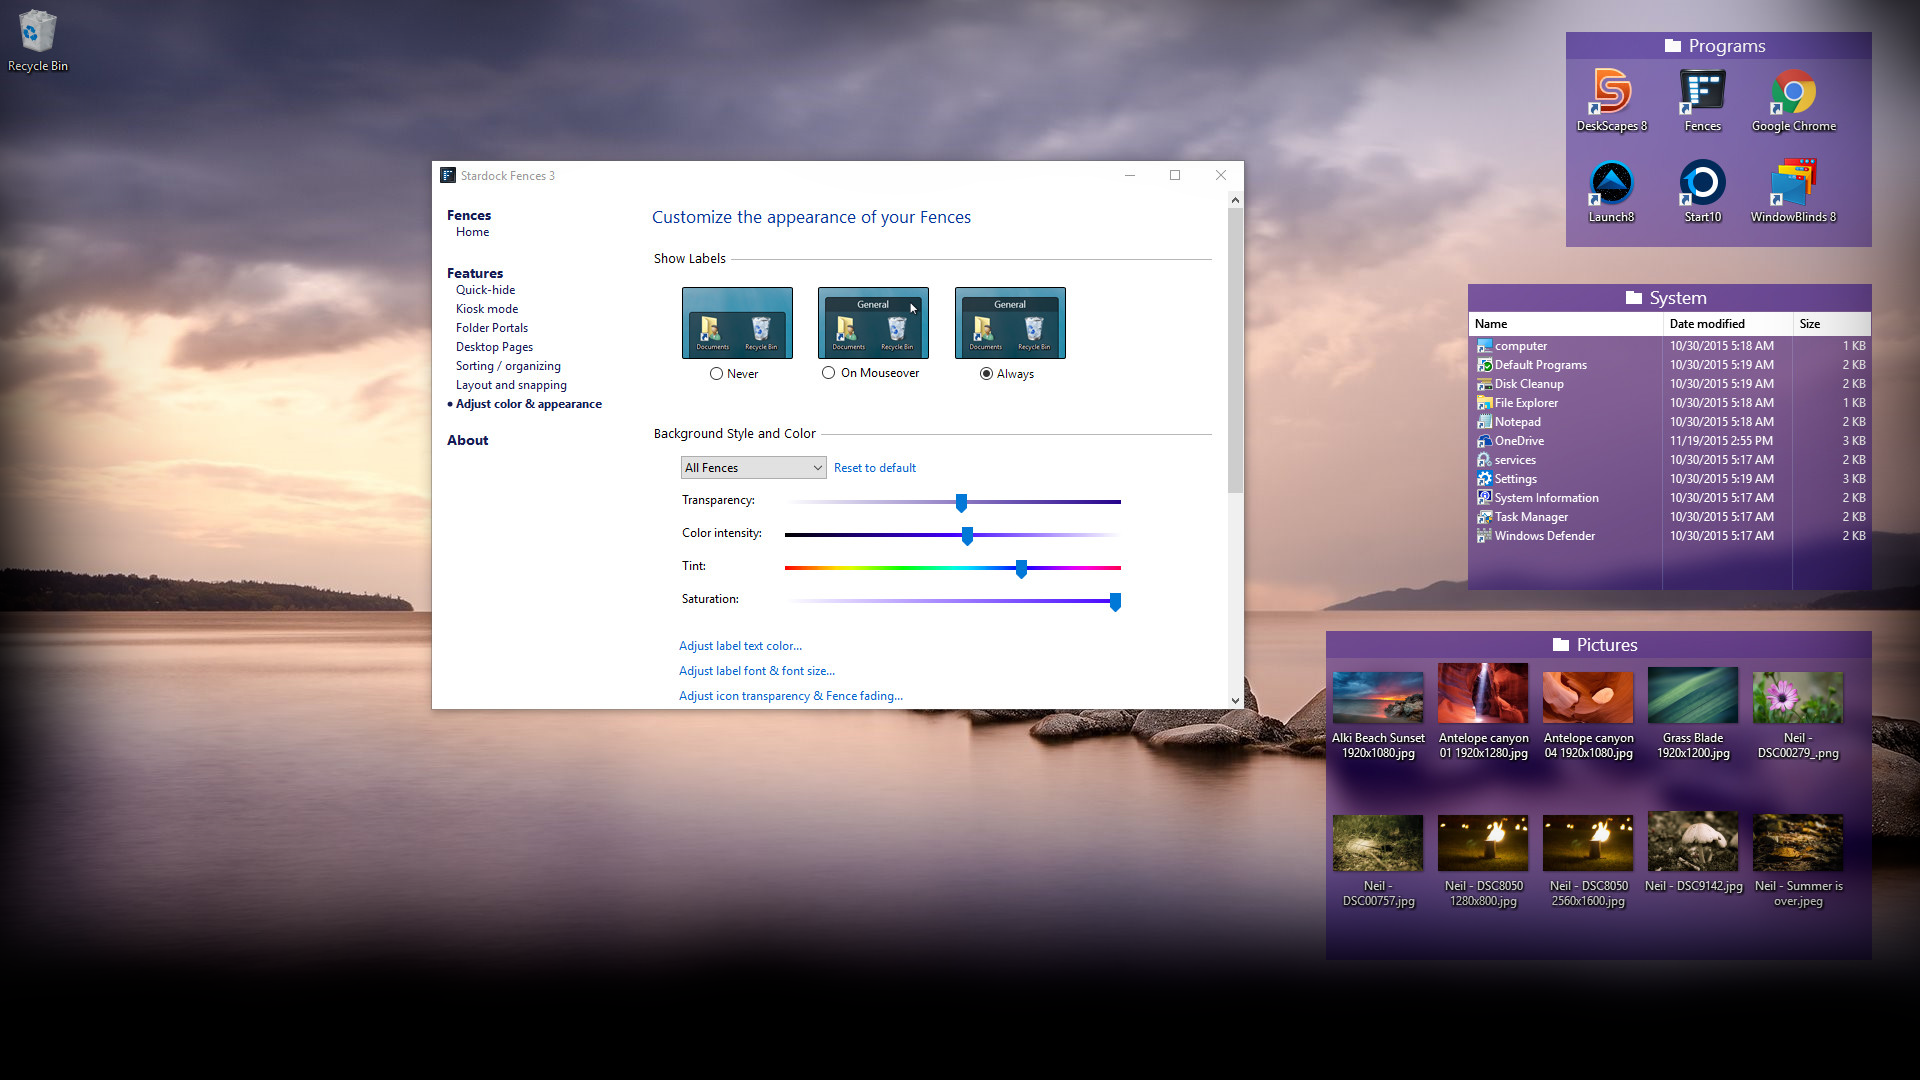 Recycle Bin
Stardock Fences 3
Fences
Home
Features
Quick-hide
Kiosk mode
Folder Portals
Desktop Pages
Sorting / organizing
Layout and snapping
• Adjust color & appearance
About
Customize the appearance of your Fences
Show Labels
Documents Recycle Bin
General
Documents Recycle Bin
General
Documents Recycle Bin
Never
On Mouseover
Always
Background Style and Color
All Fences
Reset to default
Transparency:
Color intensity:
Tint:
Saturation:
Adjust label text color...
Adjust label font & font size...
Adjust icon transparency & Fence fading...
Programs
DeskScapes 8
Fences
Google Chrome
Launch8
Start10
WindowBlinds 8
System
Name Date modified Size
computer 10/30/2015 5:18 AM 1 KB
Default Programs 10/30/2015 5:19 AM 2 KB
Disk Cleanup 10/30/2015 5:19 AM 2 KB
File Explorer 10/30/2015 5:18 AM 1 KB
Notepad 10/30/2015 5:18 AM 2 KB
OneDrive 11/19/2015 2:55 PM 3 KB
services 10/30/2015 5:17 AM 2 KB
Settings 10/30/2015 5:19 AM 3 KB
System Information 10/30/2015 5:17 AM 2 KB
Task Manager 10/30/2015 5:17 AM 2 KB
Windows Defender 10/30/2015 5:17 AM 2 KB
Pictures
Alki Beach Sunset
1920x1080.jpg
Antelope canyon
01 1920x1280.jpg
Antelope canyon
04 1920x1080.jpg
Grass Blade
1920x1200.jpg
Neil -
DSC00279_.png
Neil -
DSC00757.jpg
Neil - DSC8050
1280x800.jpg
Neil - DSC8050
2560x1600.jpg
Neil - DSC9142.jpg
Neil - Summer is
over.jpeg